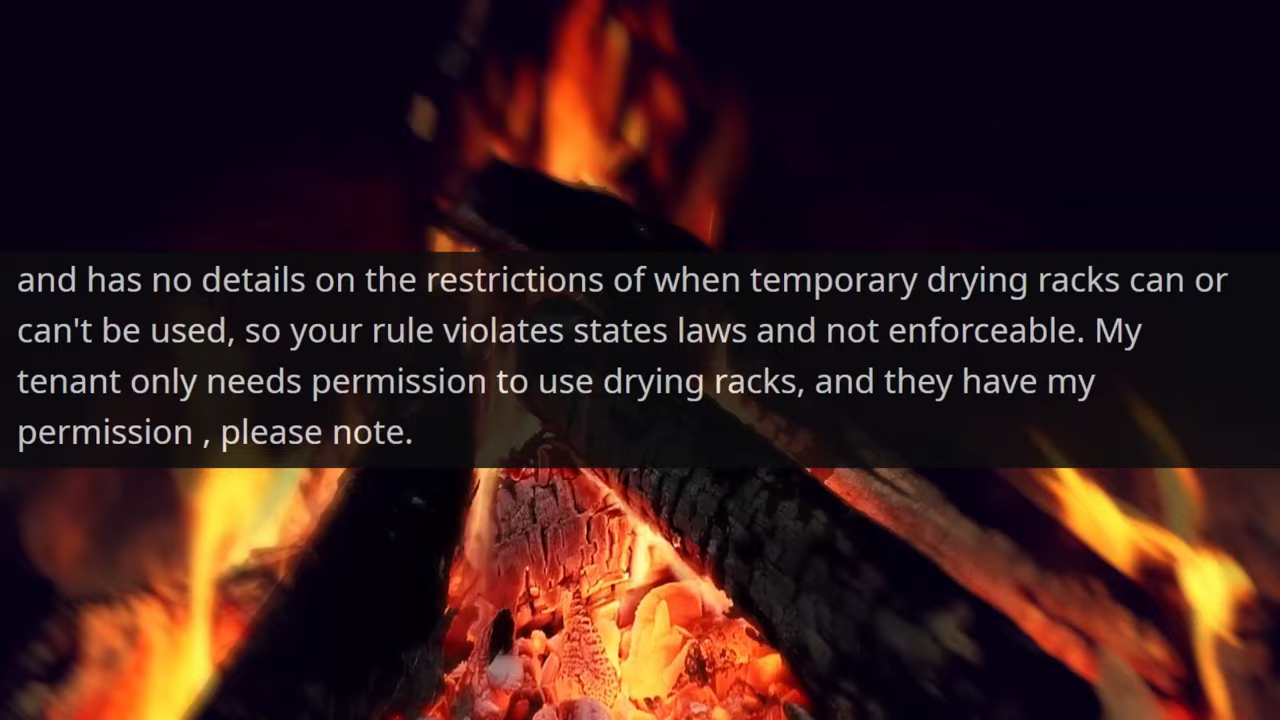 and has no details on the restrictions of when temporary drying racks can or
can't be used, so your rule violates states laws and not enforceable. My
tenant only needs permission to use drying racks, and they have my
permission , please note.